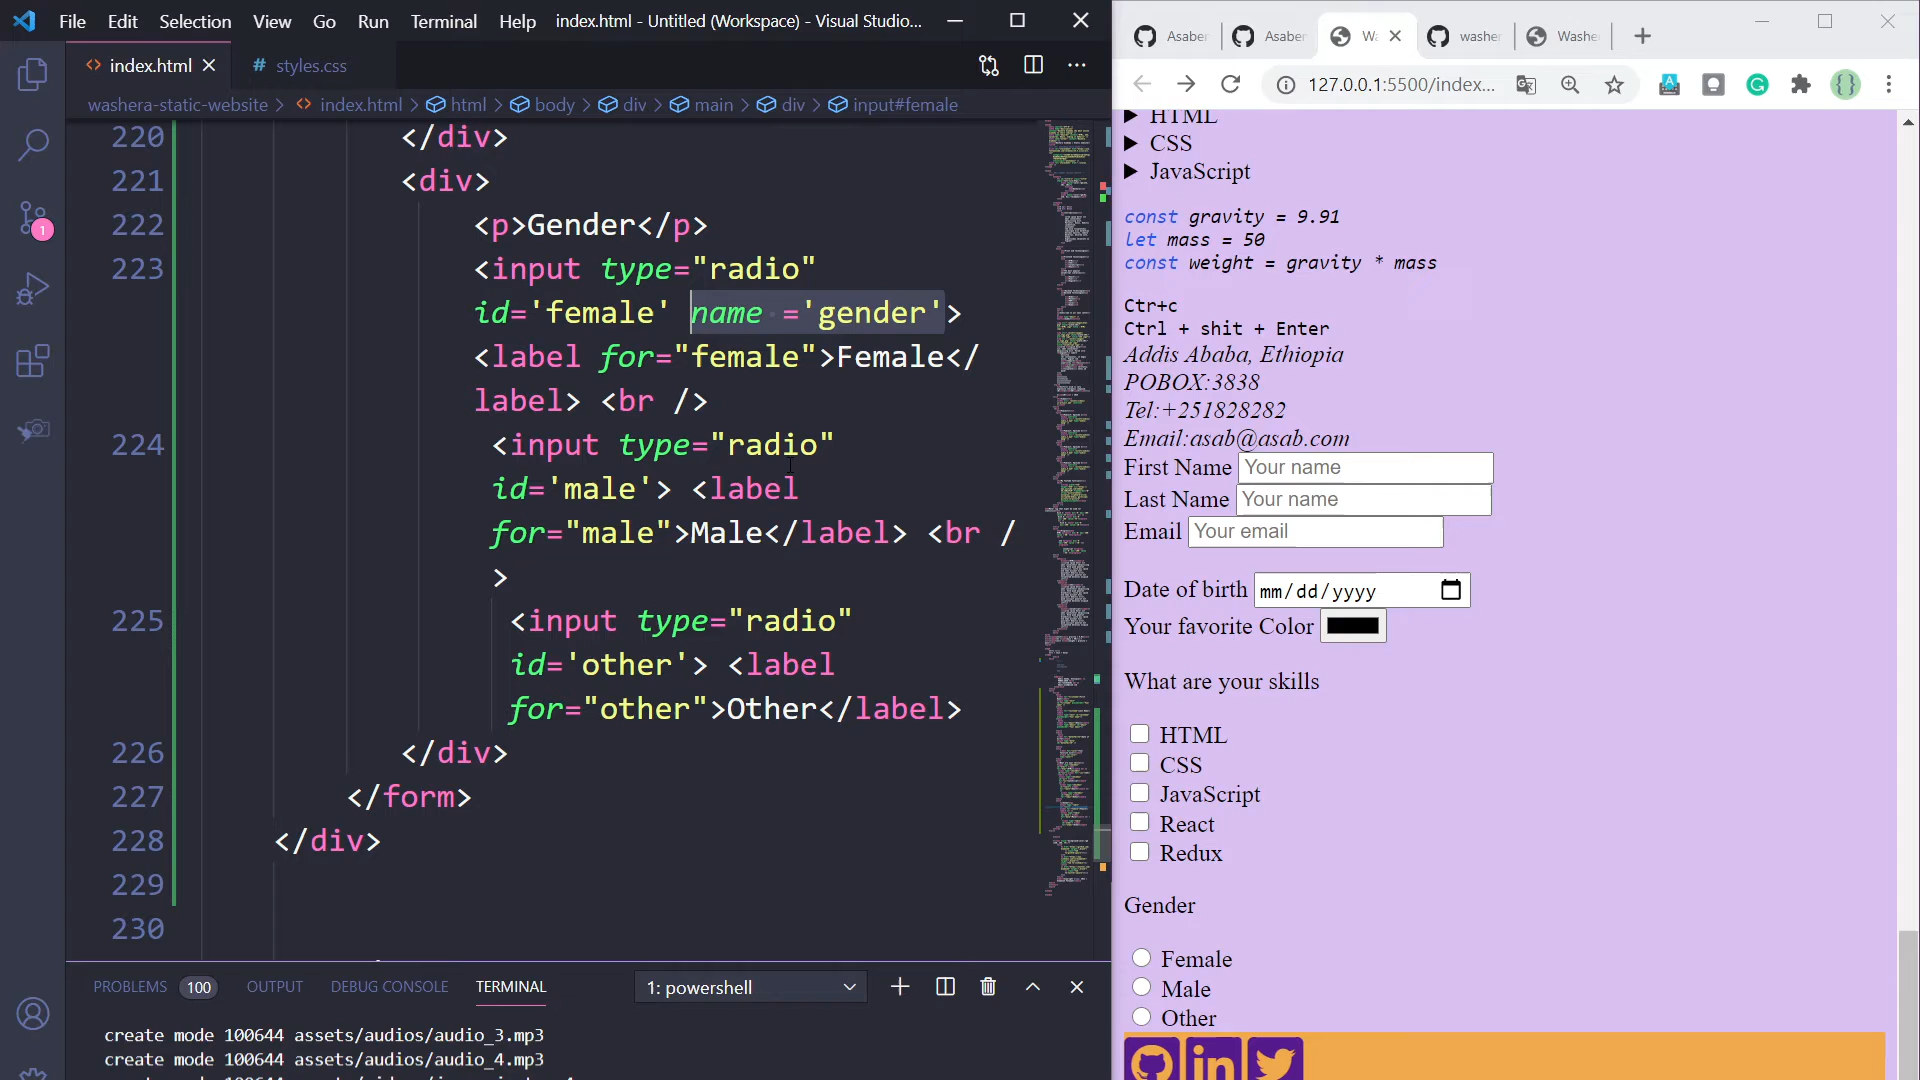 File Edit Selection View Go Run Terminal Help index.html - Untitled (Workspace) - Visual Studio...
index.html
# styles.css
washera-static-website > index.html > html > body > div > main > div > input#female
220 </div>
221 <div>
222 <p>Gender</p>
223 <input type="radio"
id='female' name ='gender'>
<label for="female">Female</
label> <br />
224 <input type="radio"
id='male'> <label
for="male">Male</label> <br /
>
225 <input type="radio"
id='other'> <label
for="other">Other</label>
226 </div>
227 </form>
228 </div>
229
230
1
PROBLEMS 100 OUTPUT DEBUG CONSOLE TERMINAL 1: powershell
create mode 100644 assets/audios/audio_3.mp3
create mode 100644 assets/audios/audio_4.mp3
Asaber Asaber Wa washer Washe
127.0.0.1:5500/index...
HTML
CSS
JavaScript
const gravity = 9.91
let mass = 50
const weight = gravity * mass
Ctr+c
Ctrl + shit + Enter
Addis Ababa, Ethiopia
POBOX:3838
Tel:+251828282
Email:asab@asab.com
First Name Your name
Last Name Your name
Email Your email
Date of birth mm/dd/yyyy
Your favorite Color
What are your skills
HTML
CSS
JavaScript
React
Redux
Gender
Female
Male
Other
in